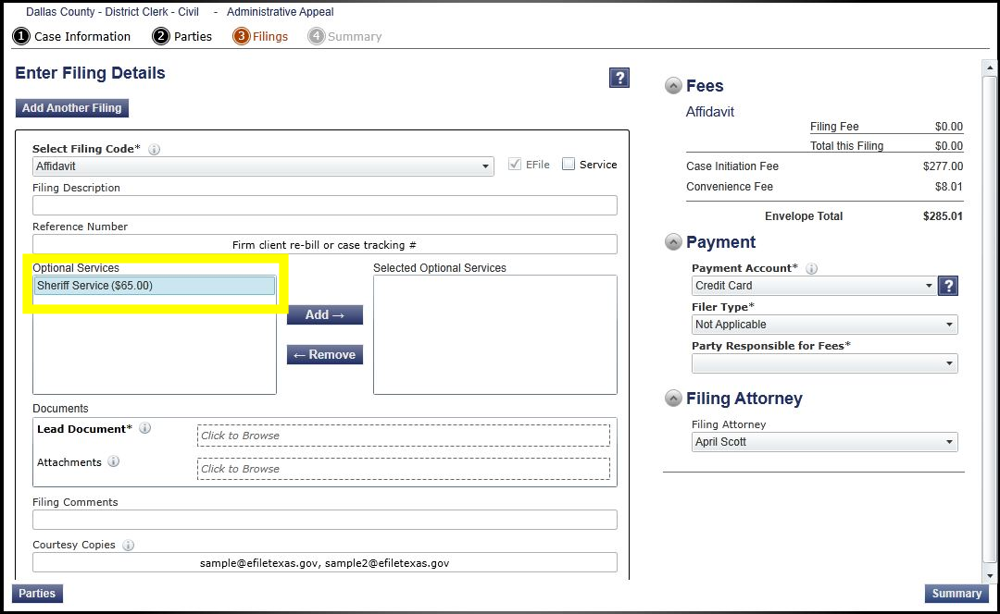 Dallas County - District Clerk - Civil - Administrative Appeal
1 Case Information 2 Parties 3 Filings 4 Summary
Enter Filing Details
?
Add Another Filing
Select Filing Code* i
Affidavit
EFile
Service
Filing Description
Reference Number
Firm client re-bill or case tracking #
Optional Services
Sheriff Service ($65.00)
Add →
← Remove
Selected Optional Services
Documents
Lead Document* i
Click to Browse
Attachments i
Click to Browse
Filing Comments
Courtesy Copies i
sample@efiletexas.gov, sample2@efiletexas.gov
Fees
Affidavit
Filing Fee $0.00
Total this Filing $0.00
Case Initiation Fee $277.00
Convenience Fee $8.01
Envelope Total $285.01
Payment
Payment Account* i
Credit Card
?
Filer Type*
Not Applicable
Party Responsible for Fees*
Filing Attorney
Filing Attorney
April Scott
Parties
Summary